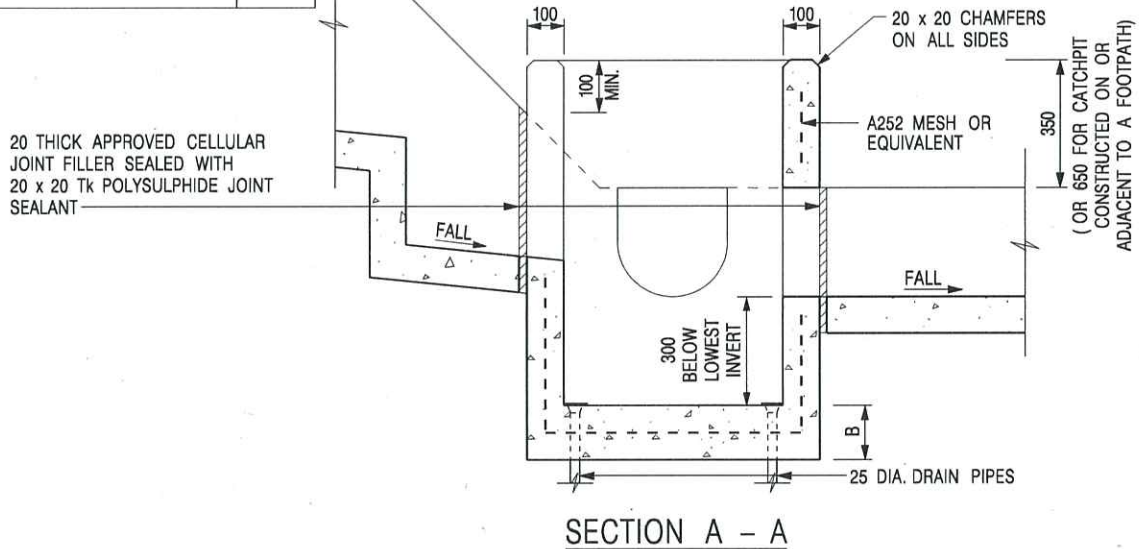 100
100
20 x 20 CHAMFERS
ON ALL SIDES
100
MIN.
A252 MESH OR
EQUIVALENT
350
( OR 650 FOR CATCHPIT
CONSTRUCTED ON OR
ADJACENT TO A FOOTPATH)
20 THICK APPROVED CELLULAR
JOINT FILLER SEALED WITH
20 x 20 Tk POLYSULPHIDE JOINT
SEALANT
FALL
FALL
300
BELOW
LOWEST
INVERT
B
25 DIA. DRAIN PIPES
SECTION A - A